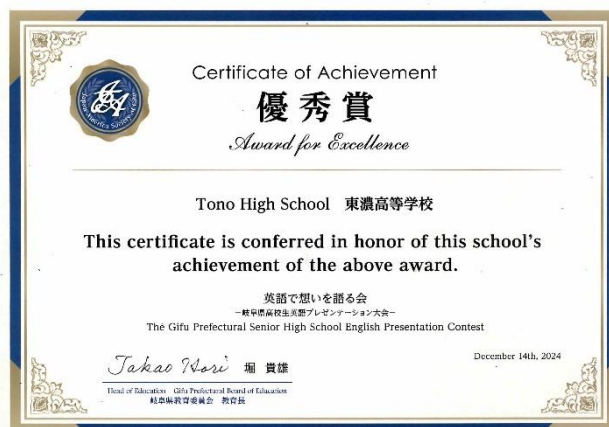 Certificate of Achievement
優秀賞
Award for Excellence
Tono High School 東濃高等学校
This certificate is conferred in honor of this school's
achievement of the above award.
英語で想いを語る会
－岐阜県高校生英語プレゼンテーション大会－
The Gifu Prefectural Senior High School English Presentation Contest
December 14th, 2024
Takao Hori 堀 貴雄
Head of Education Gifu Prefectural Board of Education
岐阜県教育委員会 教育長